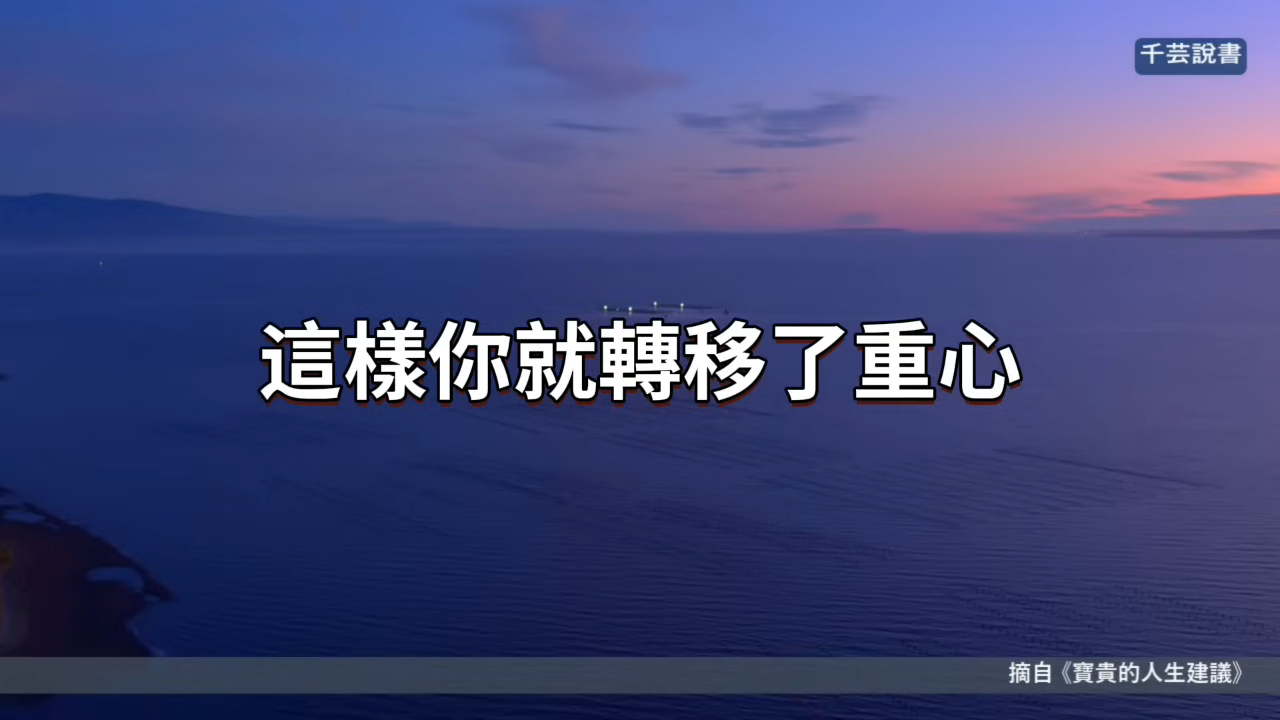 千芸說書
這樣你就轉移了重心
摘自《寶貴的人生建議》